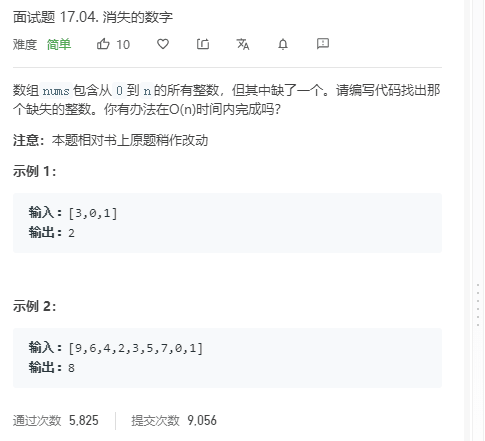 面试题 17.04. 消失的数字
难度 简单 10
数组 nums 包含从 0 到 n 的所有整数，但其中缺了一个。请编写代码找出那
个缺失的整数。你有办法在O(n)时间内完成吗？
注意：本题相对书上原题稍作改动
示例 1：
输入：[3,0,1]
输出：2
示例 2：
输入：[9,6,4,2,3,5,7,0,1]
输出：8
通过次数 5,825 提交次数 9,056